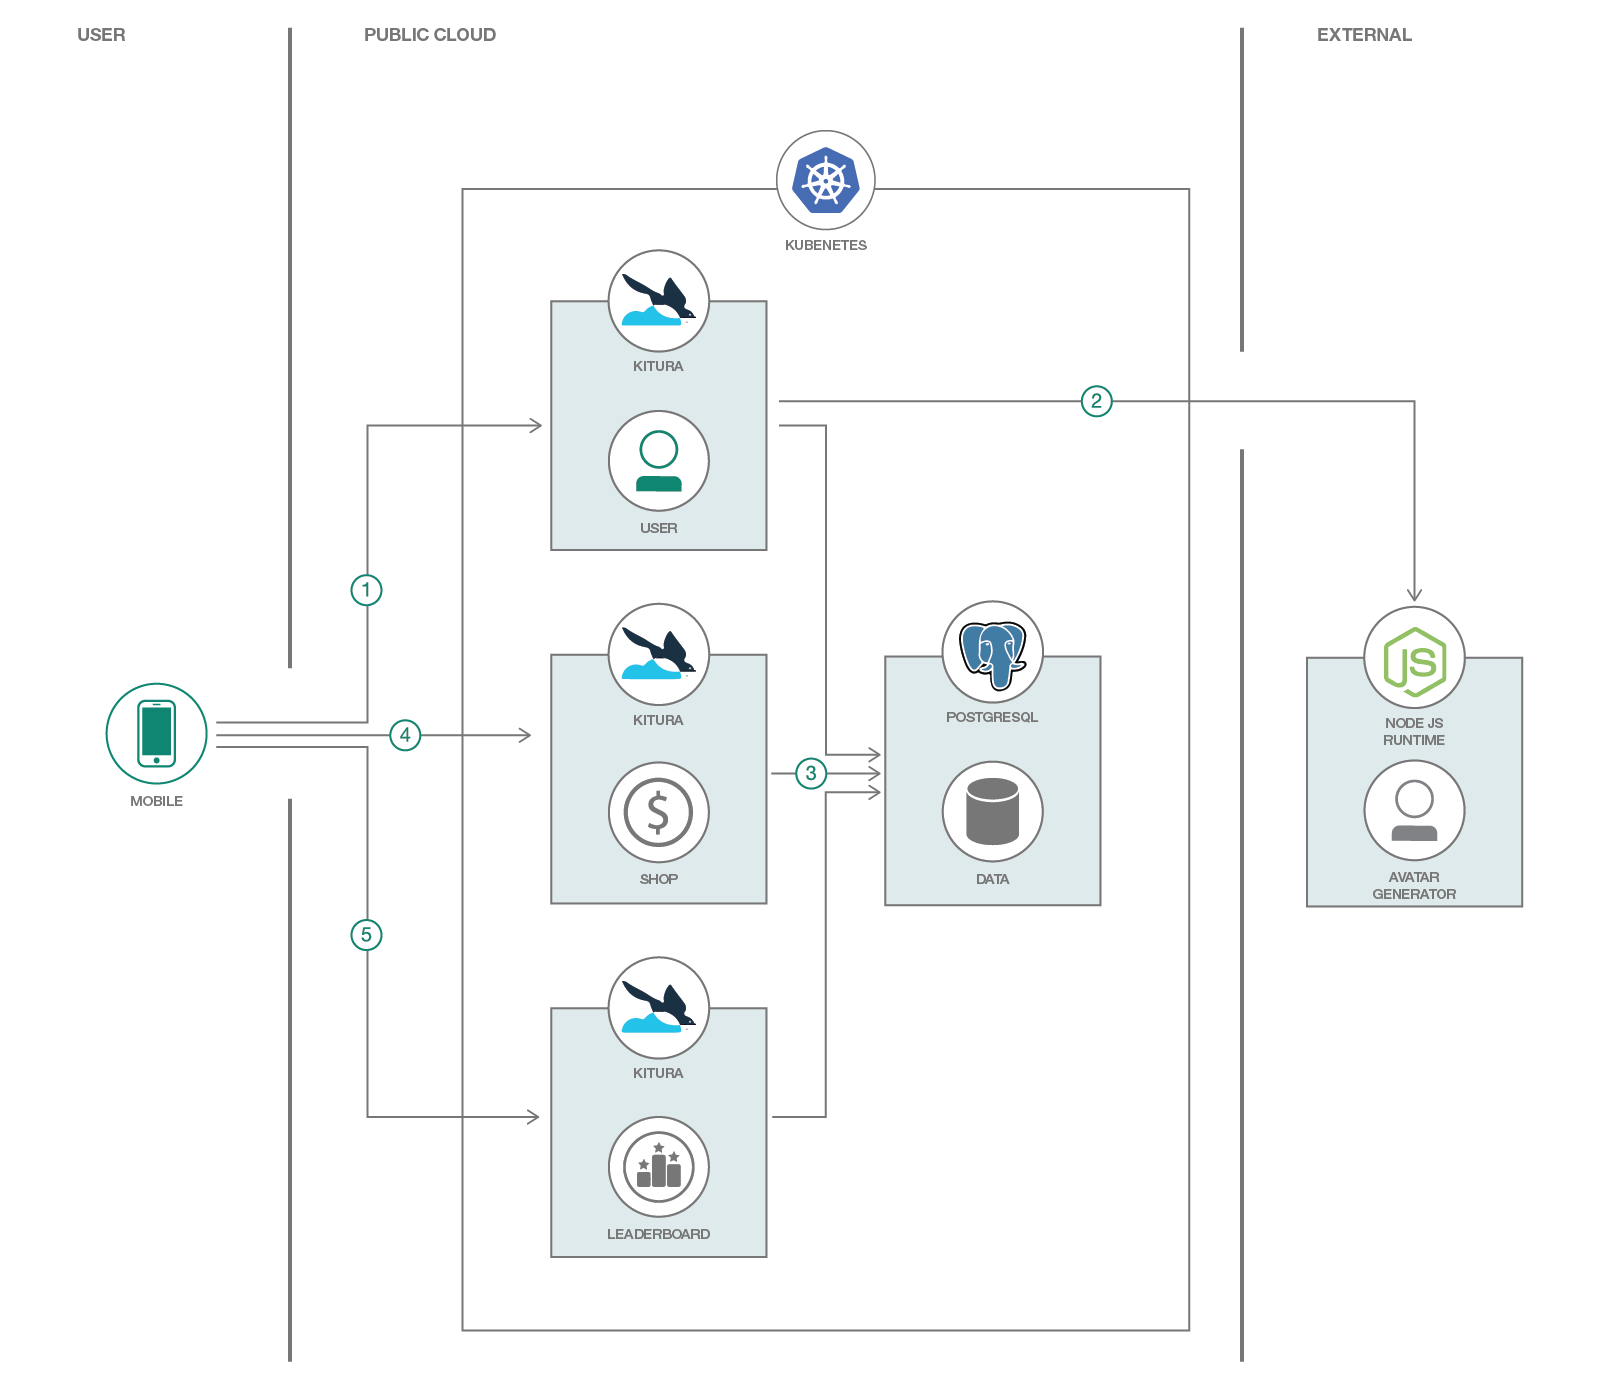 USER
PUBLIC CLOUD
EXTERNAL
KUBENETES
KITURA
USER
2
1
KITURA
SHOP
4
MOBILE
3
POSTGRESQL
DATA
JS
NODE JS
RUNTIME
AVATAR
GENERATOR
$
5
KITURA
LEADERBOARD